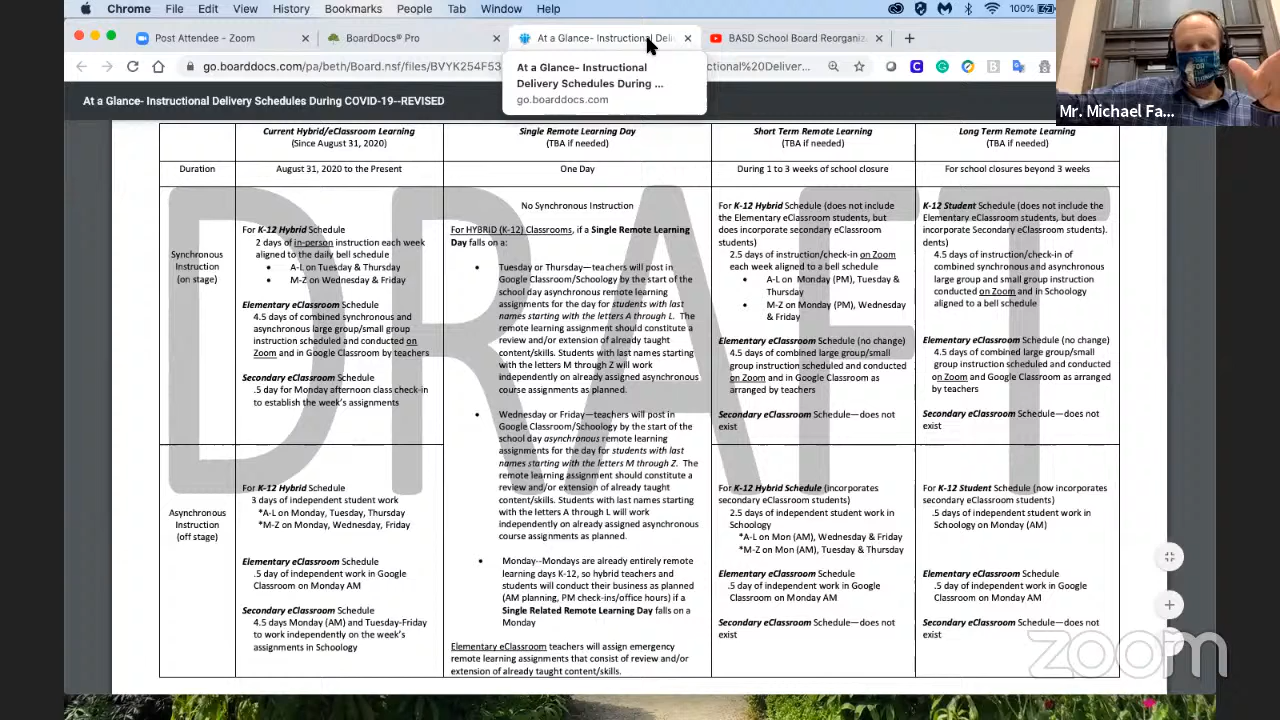 Chrome File Edit View History Bookmarks People Tab Window Help 100%
Post Attendee - Zoom
BoardDocs® Pro
At a Glance- Instructional Deli
BASD School Board Reorganiz
go.boarddocs.com/pa/beth/Board.nsf/files/BVYK254F53
ctional%20Deliver...
At a Glance- Instructional
Delivery Schedules During ...
go.boarddocs.com
Mr. Michael Fa...
At a Glance- Instructional Delivery Schedules During COVID-19--REVISED
Current Hybrid/eClassroom Learning
(Since August 31, 2020)
Single Remote Learning Day
(TBA if needed)
Short Term Remote Learning
(TBA if needed)
Long Term Remote Learning
(TBA if needed)
Duration
August 31, 2020 to the Present
One Day
During 1 to 3 weeks of school closure
For school closures beyond 3 weeks
Synchronous
Instruction
(on stage)
For K-12 Hybrid Schedule
2 days of in-person instruction each week
aligned to the daily bell schedule
• A-L on Tuesday & Thursday
• M-Z on Wednesday & Friday
Elementary eClassroom Schedule
4.5 days of combined synchronous and
asynchronous large group/small group
instruction scheduled and conducted on
Zoom and in Google Classroom by teachers
Secondary eClassroom Schedule
.5 day for Monday afternoon class check-in
to establish the week's assignments
No Synchronous Instruction
For HYBRID (K-12) Classrooms, if a Single Remote Learning
Day falls on a:
• Tuesday or Thursday—teachers will post in
Google Classroom/Schoology by the start of the
school day asynchronous remote learning
assignments for the day for students with last
names starting with the letters A through L. The
remote learning assignment should constitute a
review and/or extension of already taught
content/skills. Students with last names starting
with the letters M through Z will work
independently on already assigned asynchronous
course assignments as planned.
• Wednesday or Friday—teachers will post in
Google Classroom/Schoology by the start of the
school day asynchronous remote learning
assignments for the day for students with last
names starting with the letters M through Z. The
remote learning assignment should constitute a
review and/or extension of already taught
content/skills. Students with last names starting
with the letters A through L will work
independently on already assigned asynchronous
course assignments as planned.
• Monday--Mondays are already entirely remote
learning days K-12, so hybrid teachers and
students will conduct their business as planned
(AM planning, PM check-ins/office hours) if a
Single Related Remote Learning Day falls on a
Monday
Elementary eClassroom teachers will assign emergency
remote learning assignments that consist of review and/or
extension of already taught content/skills.
For K-12 Hybrid Schedule (does not include
the Elementary eClassroom students, but
does incorporate secondary eClassroom
students)
2.5 days of instruction/check-in on Zoom
each week aligned to a bell schedule
• A-L on Monday (PM), Tuesday &
Thursday
• M-Z on Monday (PM), Wednesday
& Friday
Elementary eClassroom Schedule (no change)
4.5 days of combined large group/small
group instruction scheduled and conducted
on Zoom and in Google Classroom as
arranged by teachers
Secondary eClassroom Schedule—does not
exist
K-12 Student Schedule (does not include the
Elementary eClassroom students, but does
incorporate Secondary eClassroom students).
dents)
4.5 days of instruction/check-in of
combined synchronous and asynchronous
large group and small group instruction
conducted on Zoom and in Schoology
aligned to a bell schedule
Elementary eClassroom Schedule (no change)
4.5 days of combined large group/small
group instruction scheduled and conducted
on Zoom and Google Classroom as arranged
by teachers
Secondary eClassroom Schedule—does not
exist
Asynchronous
Instruction
(off stage)
For K-12 Hybrid Schedule
3 days of independent student work
*A-L on Monday, Tuesday, Thursday
*M-Z on Monday, Wednesday, Friday
Elementary eClassroom Schedule
.5 day of independent work in Google
Classroom on Monday AM
Secondary eClassroom Schedule
4.5 days Monday (AM) and Tuesday-Friday
to work independently on the week's
assignments in Schoology
For K-12 Hybrid Schedule (incorporates
secondary eClassroom students)
2.5 days of independent student work in
Schoology
*A-L on Mon (AM), Wednesday & Friday
*M-Z on Mon (AM), Tuesday & Thursday
Elementary eClassroom Schedule
.5 day of independent work in Google
Classroom on Monday AM
Secondary eClassroom Schedule—does not
exist
For K-12 Student Schedule (now incorporates
secondary eClassroom students)
.5 days of independent student work in
Schoology on Monday (AM)
Elementary eClassroom Schedule
.5 day of independent work in Google
Classroom on Monday AM
Secondary eClassroom Schedule—does not
exist
DRAFT
zoom